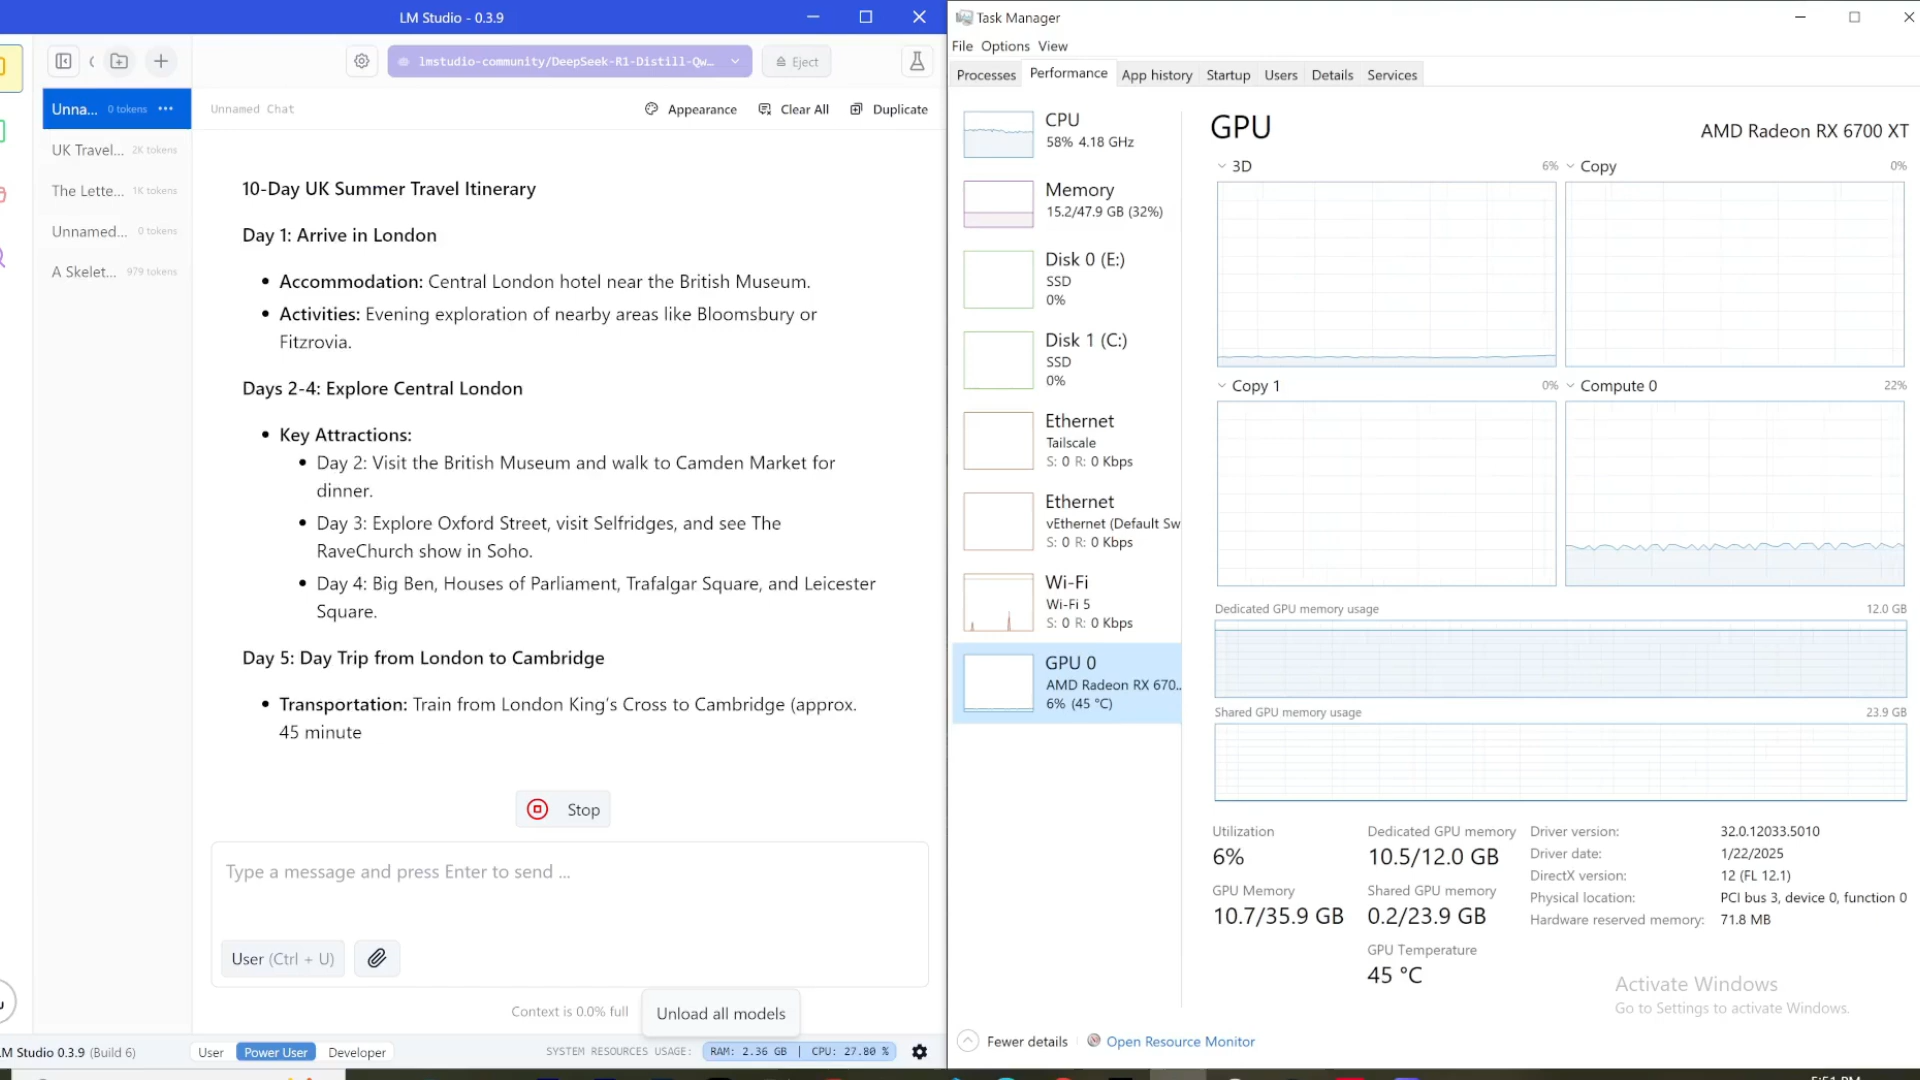 LM Studio - 0.3.9
lmstudio-community/DeepSeek-R1-Distill-Qw…
Eject
Unna... 0 tokens
Unnamed Chat
Appearance
Clear All
Duplicate
UK Travel... 2K tokens
The Lette... 1K tokens
Unnamed... 0 tokens
A Skelet... 979 tokens
10-Day UK Summer Travel Itinerary
Day 1: Arrive in London
Accommodation: Central London hotel near the British Museum.
Activities: Evening exploration of nearby areas like Bloomsbury or
Fitzrovia.
Days 2-4: Explore Central London
Key Attractions:
Day 2: Visit the British Museum and walk to Camden Market for
dinner.
Day 3: Explore Oxford Street, visit Selfridges, and see The
RaveChurch show in Soho.
Day 4: Big Ben, Houses of Parliament, Trafalgar Square, and Leicester
Square.
Day 5: Day Trip from London to Cambridge
Transportation: Train from London King’s Cross to Cambridge (approx.
45 minute
Stop
Type a message and press Enter to send ...
User (Ctrl + U)
Context is 0.0% full
Unload all models
LM Studio 0.3.9 (Build 6)
User
Power User
Developer
SYSTEM RESOURCES USAGE:
RAM: 2.36 GB | CPU: 27.80 %
Task Manager
File Options View
Processes Performance App history Startup Users Details Services
CPU
58% 4.18 GHz
Memory
15.2/47.9 GB (32%)
Disk 0 (E:)
SSD
0%
Disk 1 (C:)
SSD
0%
Ethernet
Tailscale
S: 0 R: 0 Kbps
Ethernet
vEthernet (Default Sw
S: 0 R: 0 Kbps
Wi-Fi
Wi-Fi 5
S: 0 R: 0 Kbps
GPU 0
AMD Radeon RX 670...
6% (45 °C)
GPU
AMD Radeon RX 6700 XT
3D 6%
Copy 0%
Copy 1 0%
Compute 0 22%
Dedicated GPU memory usage 12.0 GB
Shared GPU memory usage 23.9 GB
Utilization
6%
Dedicated GPU memory
10.5/12.0 GB
GPU Memory
10.7/35.9 GB
Shared GPU memory
0.2/23.9 GB
GPU Temperature
45 °C
Driver version: 32.0.12033.5010
Driver date: 1/22/2025
DirectX version: 12 (FL 12.1)
Physical location: PCI bus 3, device 0, function 0
Hardware reserved memory: 71.8 MB
Activate Windows
Go to Settings to activate Windows.
Fewer details
Open Resource Monitor